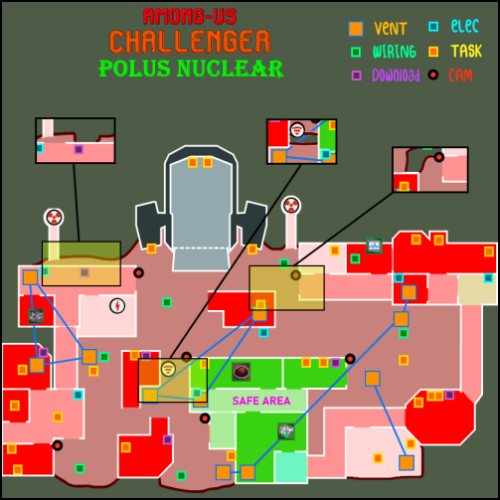 AMONG-US
CHALLENGER
POLUS NUCLEAR
VENT
ELEC
WIRING
TASK
DOWNLOAD
CAM
SAFE AREA